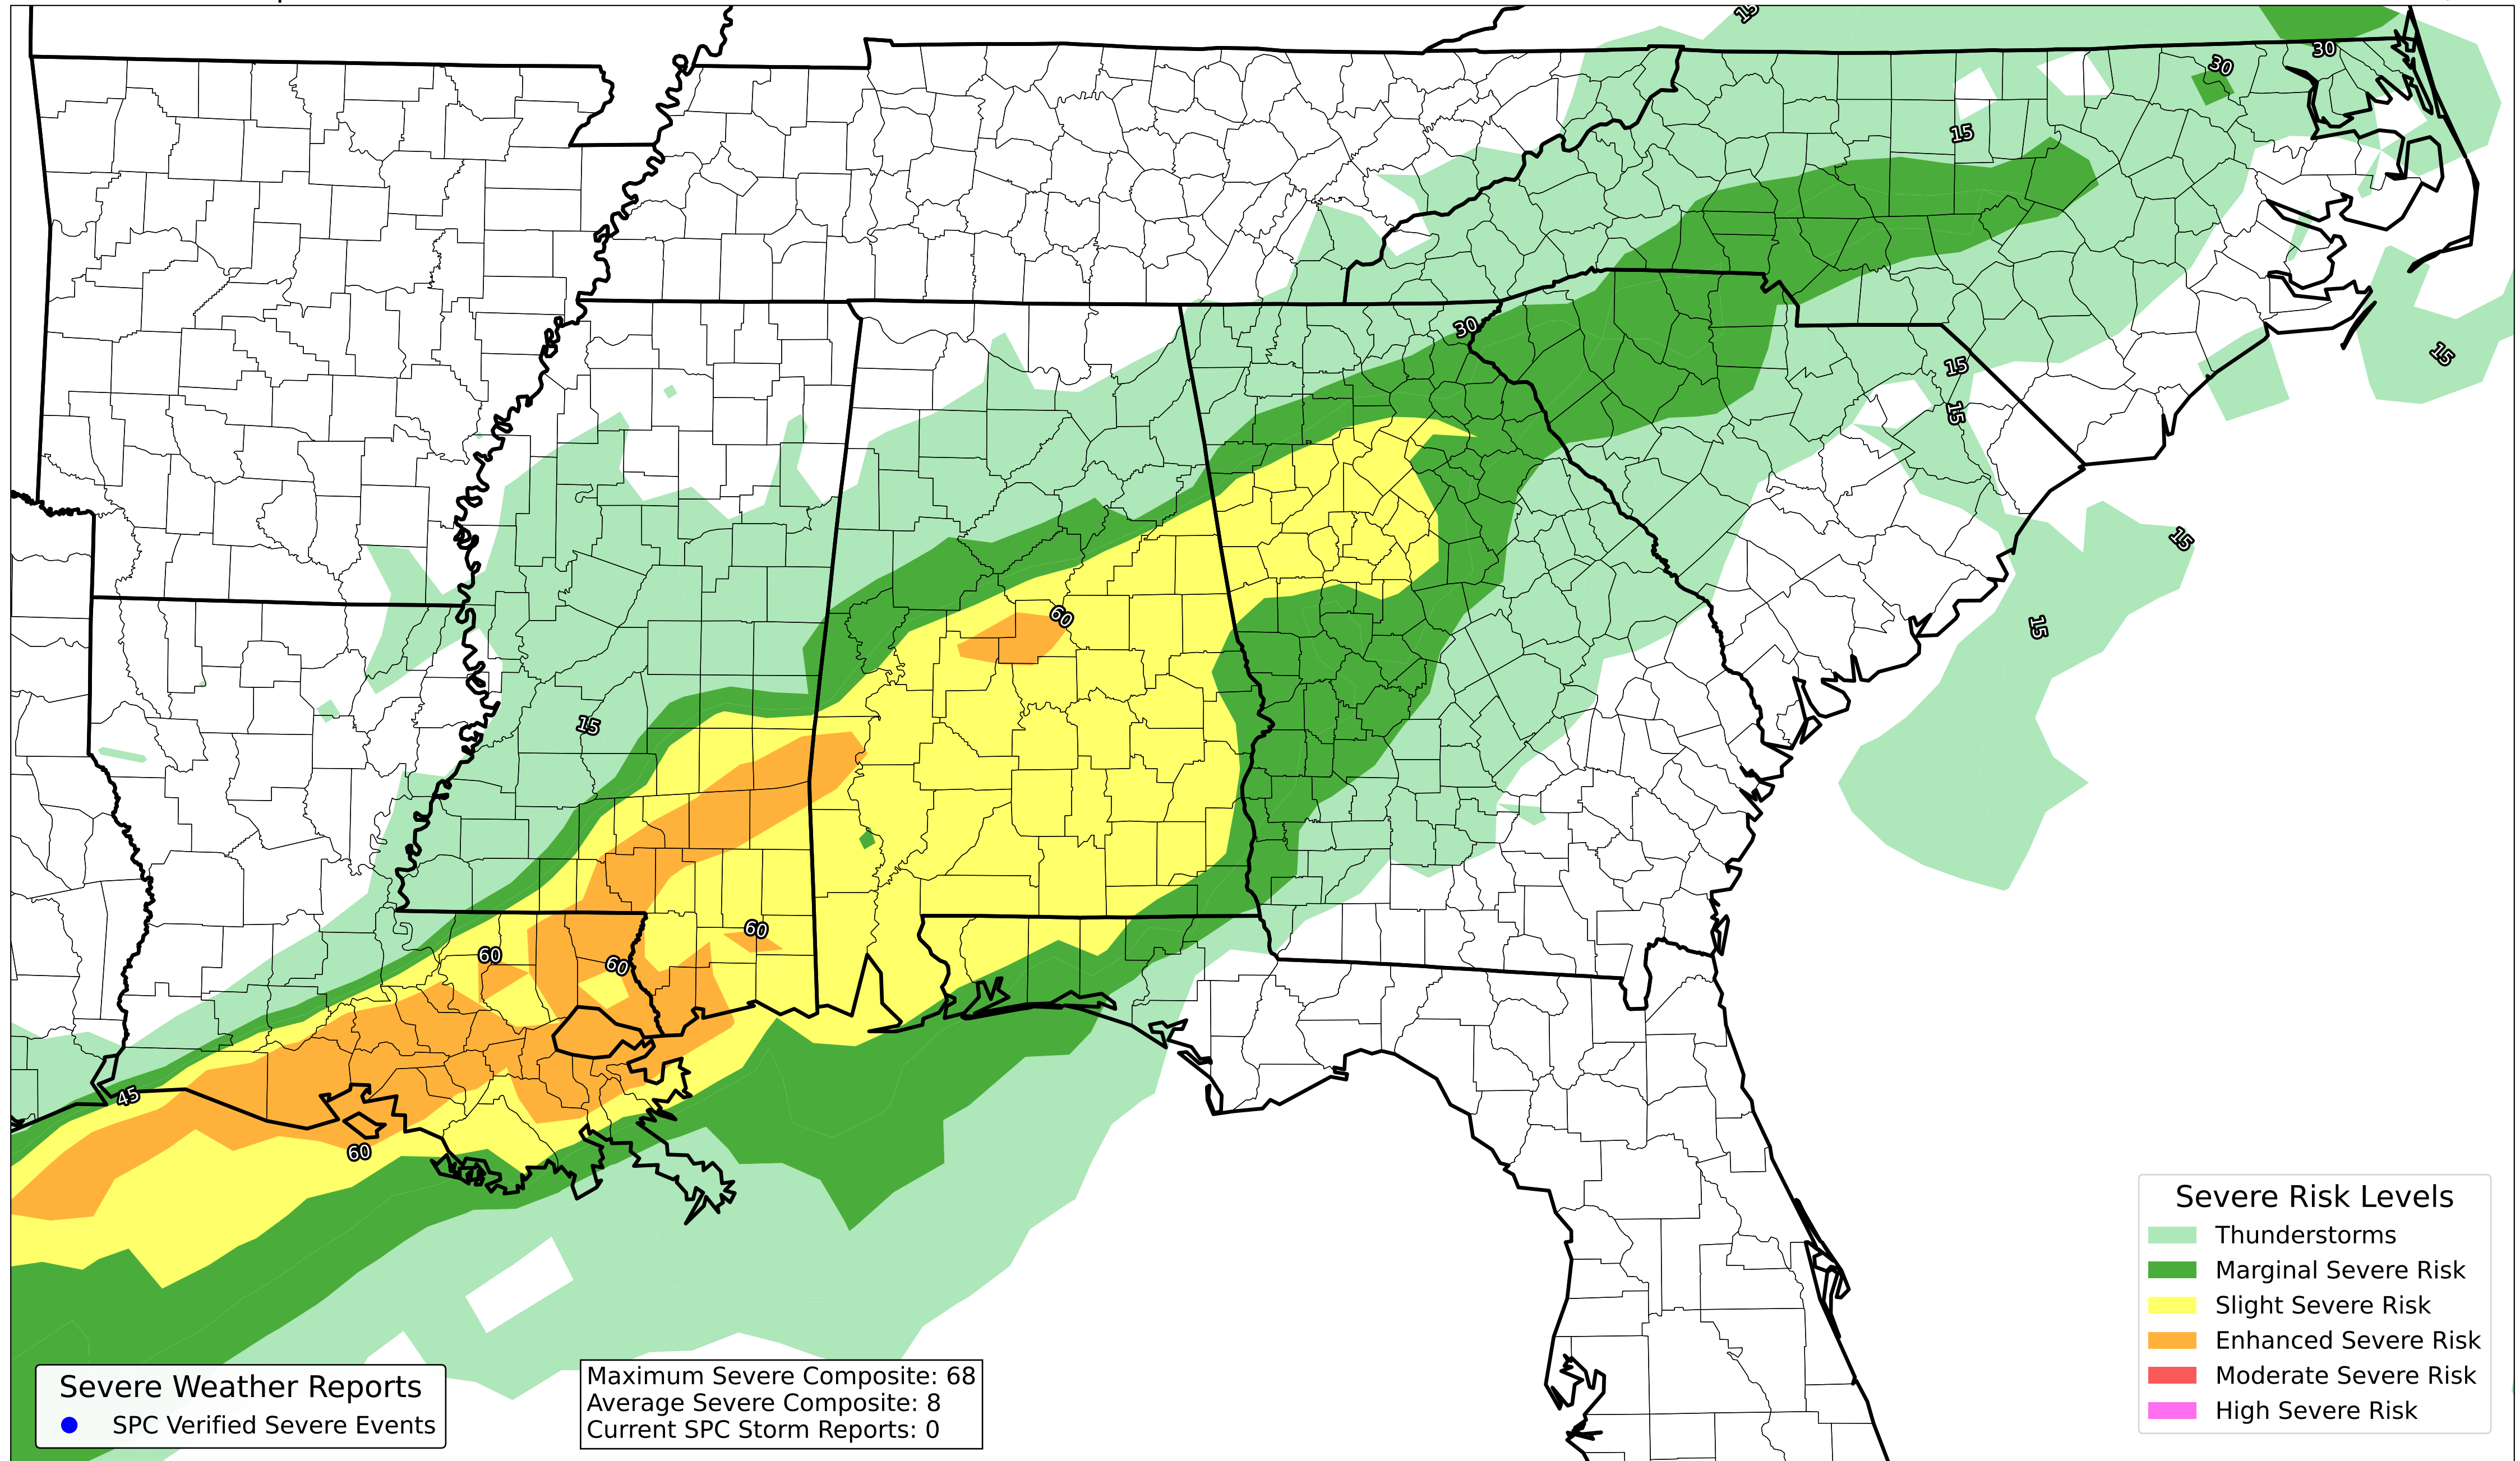 15
30
30
15
30
15
15
15
15
60
15
15
60
60
60
45
60
Severe Risk Levels
Thunderstorms
Marginal Severe Risk
Slight Severe Risk
Enhanced Severe Risk
Moderate Severe Risk
High Severe Risk
Severe Weather Reports
SPC Verified Severe Events
Maximum Severe Composite: 68
Average Severe Composite: 8
Current SPC Storm Reports: 0